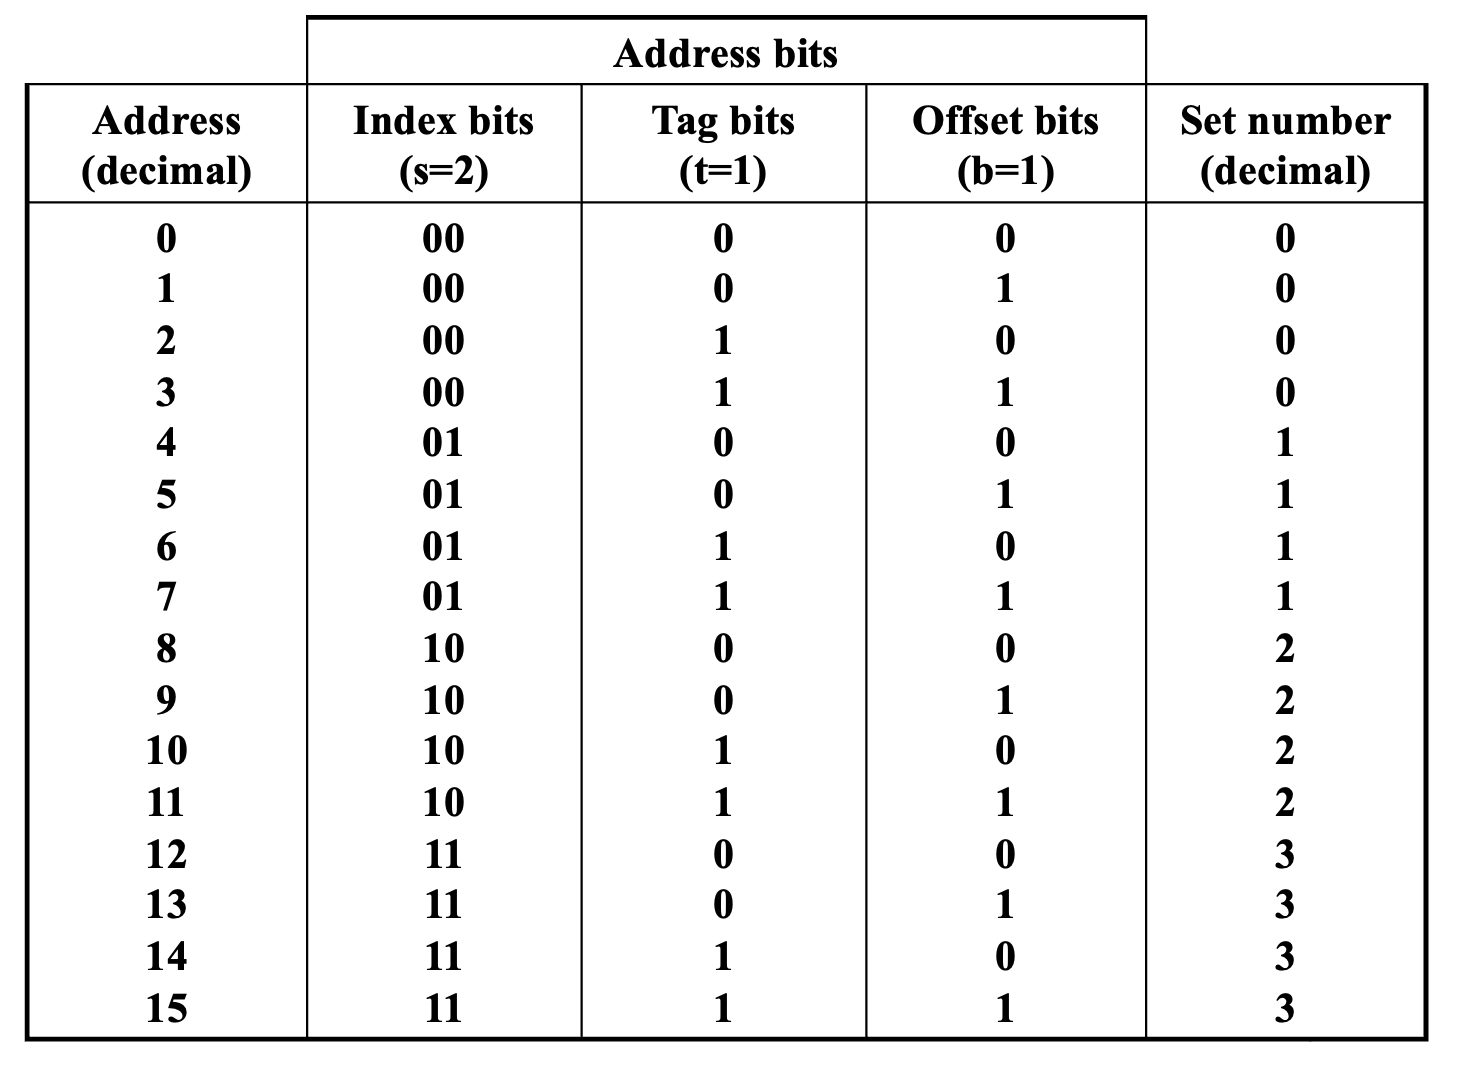 Address bits
Address Index bits Tag bits Offset bits Set number
(decimal) (s=2) (t=1) (b=1) (decimal)
0 00 0 0 0
1 00 0 1 0
2 00 1 0 0
3 00 1 1 0
4 01 0 0 1
5 01 0 1 1
6 01 1 0 1
7 01 1 1 1
8 10 0 0 2
9 10 0 1 2
10 10 1 0 2
11 10 1 1 2
12 11 0 0 3
13 11 0 1 3
14 11 1 0 3
15 11 1 1 3